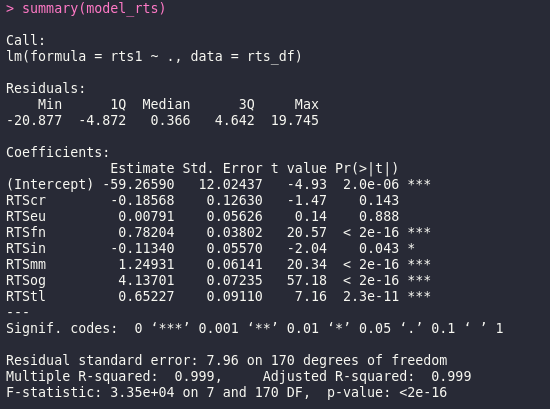 > summary(model_rts)

Call:
lm(formula = rts1 ~ ., data = rts_df)

Residuals:
    Min      1Q  Median      3Q     Max
-20.877  -4.872   0.366   4.642  19.745

Coefficients:
             Estimate Std. Error t value Pr(>|t|)
(Intercept) -59.26590   12.02437   -4.93  2.0e-06 ***
RTScr        -0.18568    0.12630   -1.47    0.143
RTSeu         0.00791    0.05626    0.14    0.888
RTSfn         0.78204    0.03802   20.57  < 2e-16 ***
RTSin        -0.11340    0.05570   -2.04    0.043 *
RTSmm         1.24931    0.06141   20.34  < 2e-16 ***
RTSog         4.13701    0.07235   57.18  < 2e-16 ***
RTStl         0.65227    0.09110    7.16  2.3e-11 ***
---
Signif. codes:  0 ‘***’ 0.001 ‘**’ 0.01 ‘*’ 0.05 ‘.’ 0.1 ‘ ’ 1

Residual standard error: 7.96 on 170 degrees of freedom
Multiple R-squared:  0.999,	Adjusted R-squared:  0.999
F-statistic: 3.35e+04 on 7 and 170 DF,  p-value: <2e-16